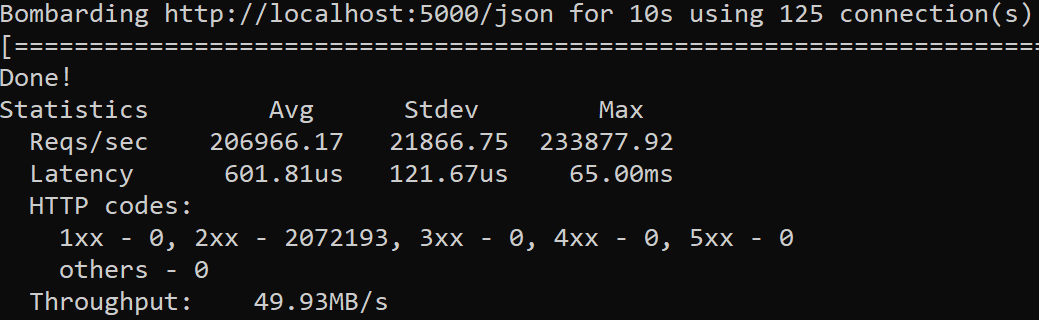 Bombarding http://localhost:5000/json for 10s using 125 connection(s)
[====================================================================
Done!
Statistics        Avg      Stdev        Max
  Reqs/sec    206966.17   21866.75  233877.92
  Latency      601.81us   121.67us    65.00ms
  HTTP codes:
    1xx - 0, 2xx - 2072193, 3xx - 0, 4xx - 0, 5xx - 0
    others - 0
  Throughput:    49.93MB/s